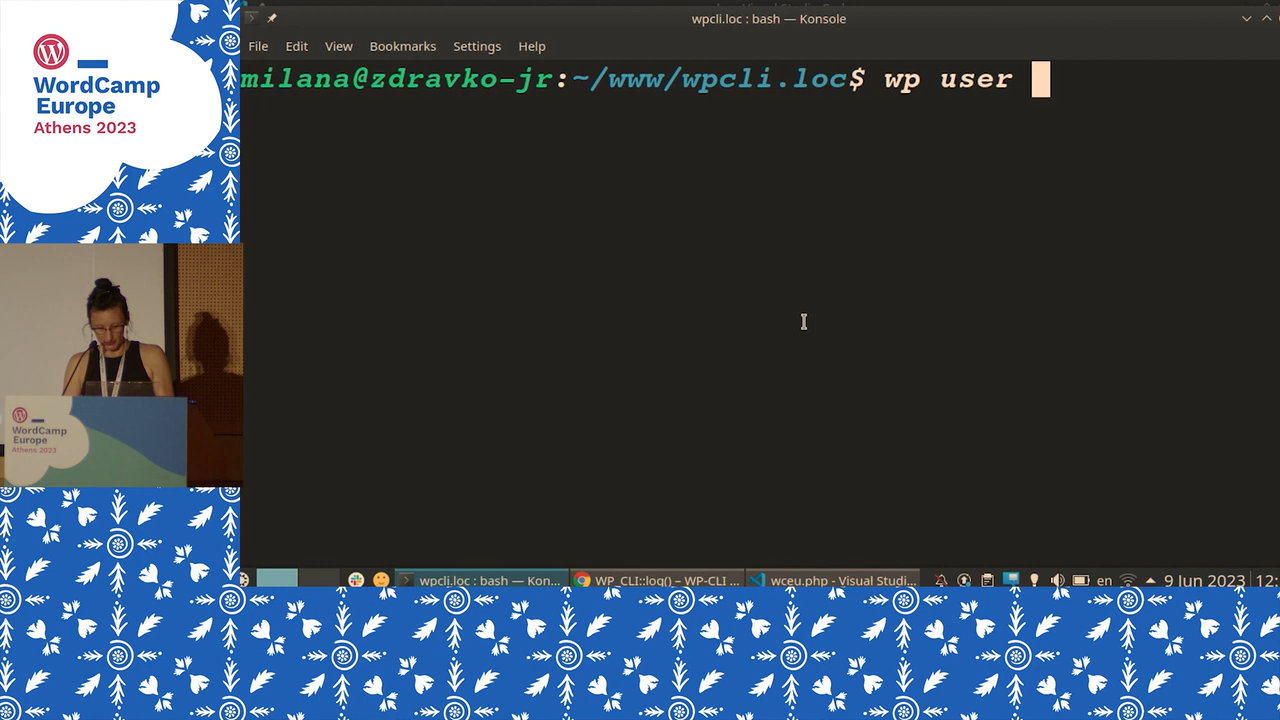 WordCamp
Europe
Athens 2023
wpcli.loc : bash — Konsole
File Edit View Bookmarks Settings Help
milana@zdravko-jr:~/www/wpcli.loc$ wp user
WordCamp
Europe
Athens 2023
wpcli.loc : bash — Kon...
WP_CLI::log() – WP-CLI ...
wceu.php - Visual Studi...
en
9 Jun 2023
12: